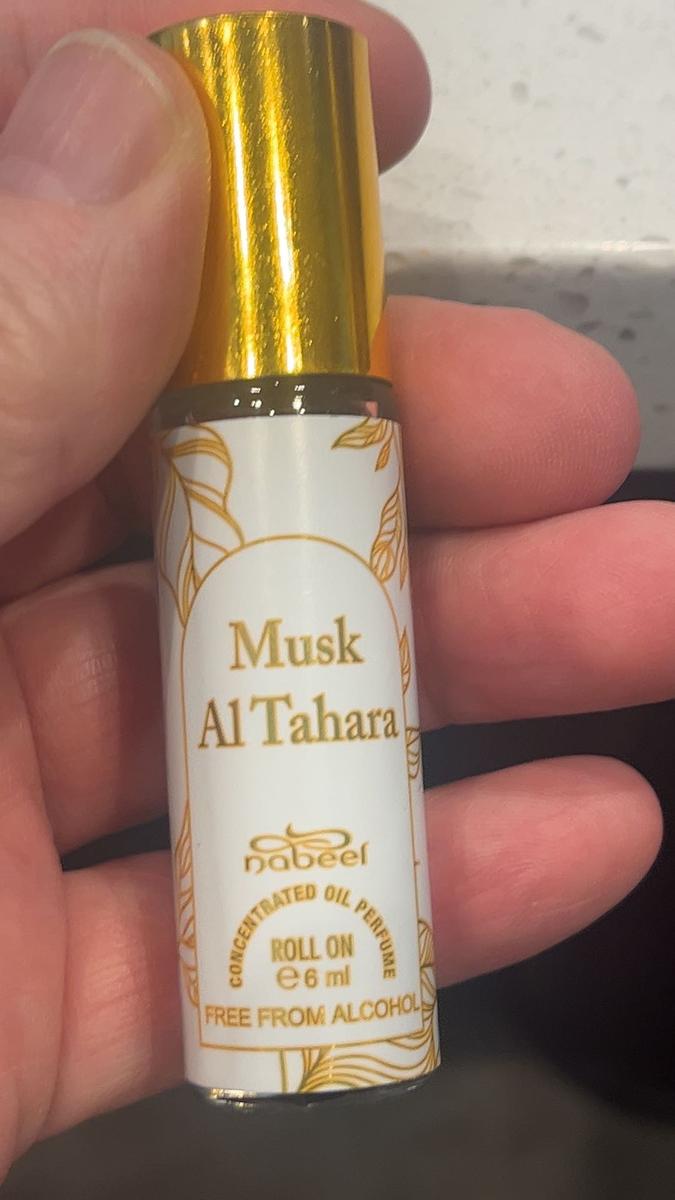 Musk
Al Tahara
nabeel
CONCENTRATED OIL PERFUME
ROLL ON
℮ 6 ml
FREE FROM ALCOHOL